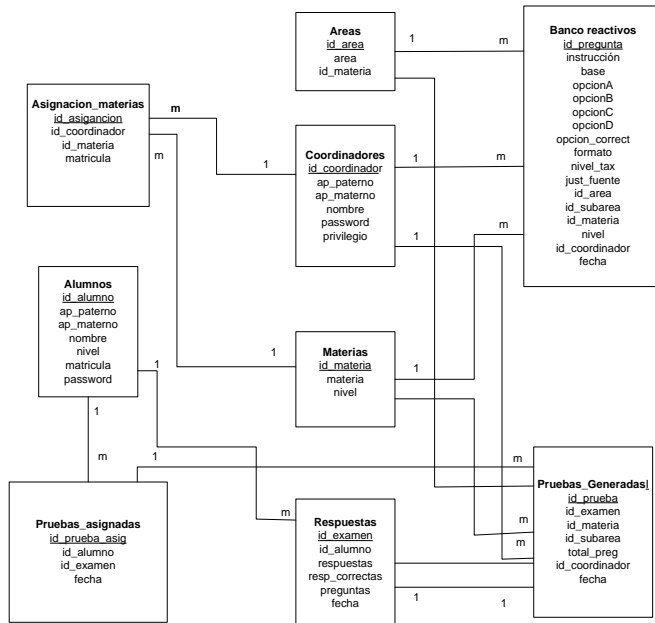 Areas
id_area
area
id_materia
1
m
Banco reactivos
id_pregunta
instrucción
base
opcionA
opcionB
opcionC
opcionD
opcion_correct
formato
nivel_tax
just_fuente
id_area
id_subarea
id_materia
nivel
id_coordinador
fecha
Asignacion_materias
id_asigancion
id_coordinador
id_materia
matricula
m
m
1
Coordinadores
id_coordinador
ap_paterno
ap_materno
nombre
password
privilegio
1
m
1
m
Alumnos
id_alumno
ap_paterno
ap_materno
nombre
nivel
matricula
password
1
1
m
1
Materias
id_materia
materia
nivel
1
1
1
m
Pruebas_asignadas
id_prueba_asig
id_alumno
id_examen
fecha
m
Respuestas
id_examen
id_alumno
respuestas
resp_correctas
preguntas
fecha
m
m
1
1
Pruebas_Generadasl
id_prueba
id_examen
id_materia
id_subarea
total_preg
id_coordinador
fecha